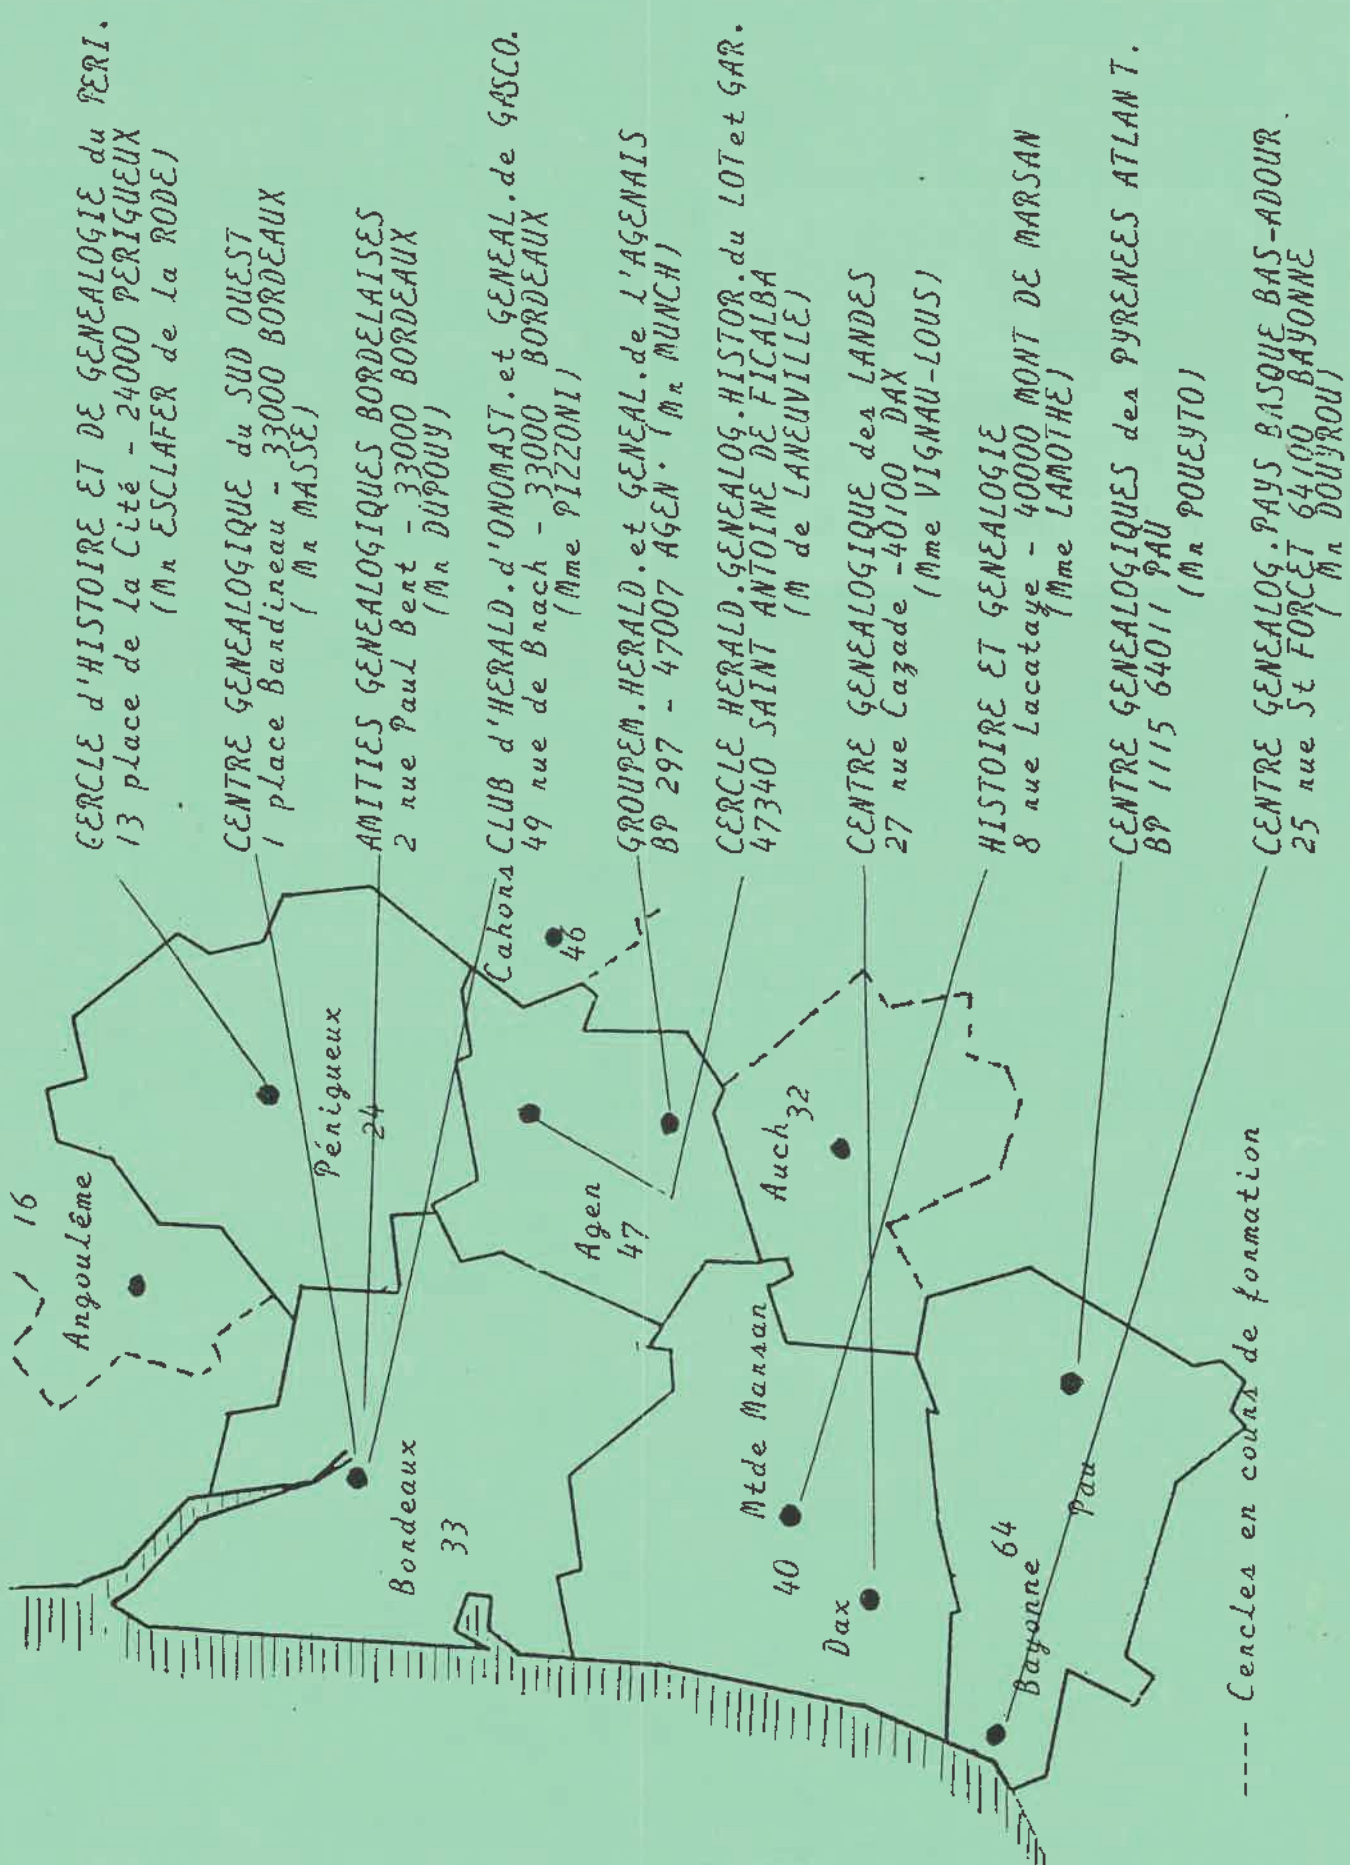 CERCLE d'HISTOIRE ET DE GENEALOGIE du PERI.
13 place de la Cité - 24000 PERIGUEUX
(Mr ESCLAFER de la RODE)
CENTRE GENEALOGIQUE du SUD OUEST
1 place Bardineau - 33000 BORDEAUX
( Mr MASSE)
AMITIES GENEALOGIQUES BORDELAISES
2 rue Paul Bert - 33000 BORDEAUX
(Mr DUPOUY)
CLUB d'HERALD. d'ONOMAST. et GENEAL. de GASCO.
49 rue de Brach - 33000 BORDEAUX
(Mme PIZZONI)
GROUPEM. HERALD. et GENEAL. de l'AGENAIS
BP 297 - 47007 AGEN. (Mr MUNCH)
CERCLE HERALD. GENEALOG. HISTOR. du LOT et GAR.
47340 SAINT ANTOINE DE FICALBA
(M de LANEUVILLE)
CENTRE GENEALOGIQUE des LANDES
27 rue Cazade -40100 DAX
(Mme VIGNAU-LOUS)
HISTOIRE ET GENEALOGIE
8 rue Lacataye - 40000 MONT DE MARSAN
(Mme LAMOTHE)
CENTRE GENEALOGIQUES des PYRENEES ATLANT.
BP 1115 64011 PAU
(Mr POUEYTO)
CENTRE GENEALOG. PAYS BASQUE BAS-ADOUR.
25 rue St FORCET 64100 BAYONNE
(Mr DOUYROU)
16
Angoulême
Périgueux
24
Cahors
46
Bordeaux
33
Agen
47
Auch
32
Mt de Marsan
40
Dax
64
Bayonne
Pau
---- Cercles en cours de formation